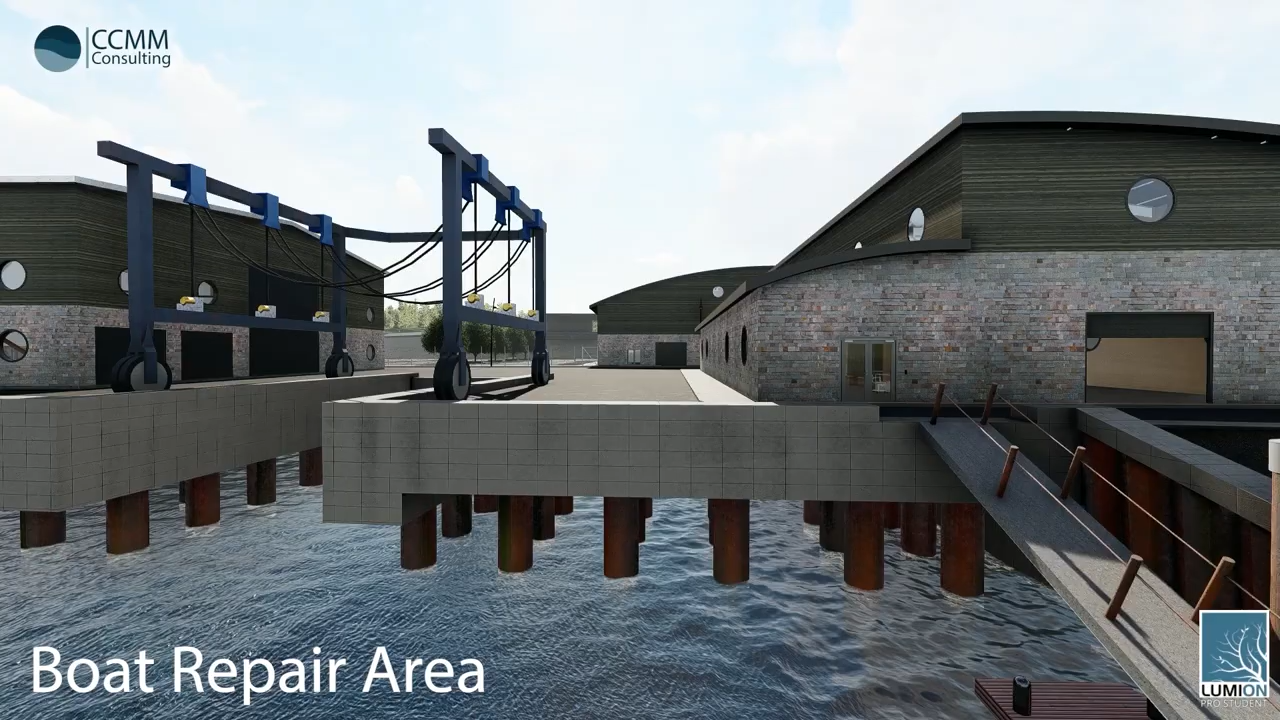 CCMM
Consulting
Boat Repair Area
LUMION
PRO STUDENT